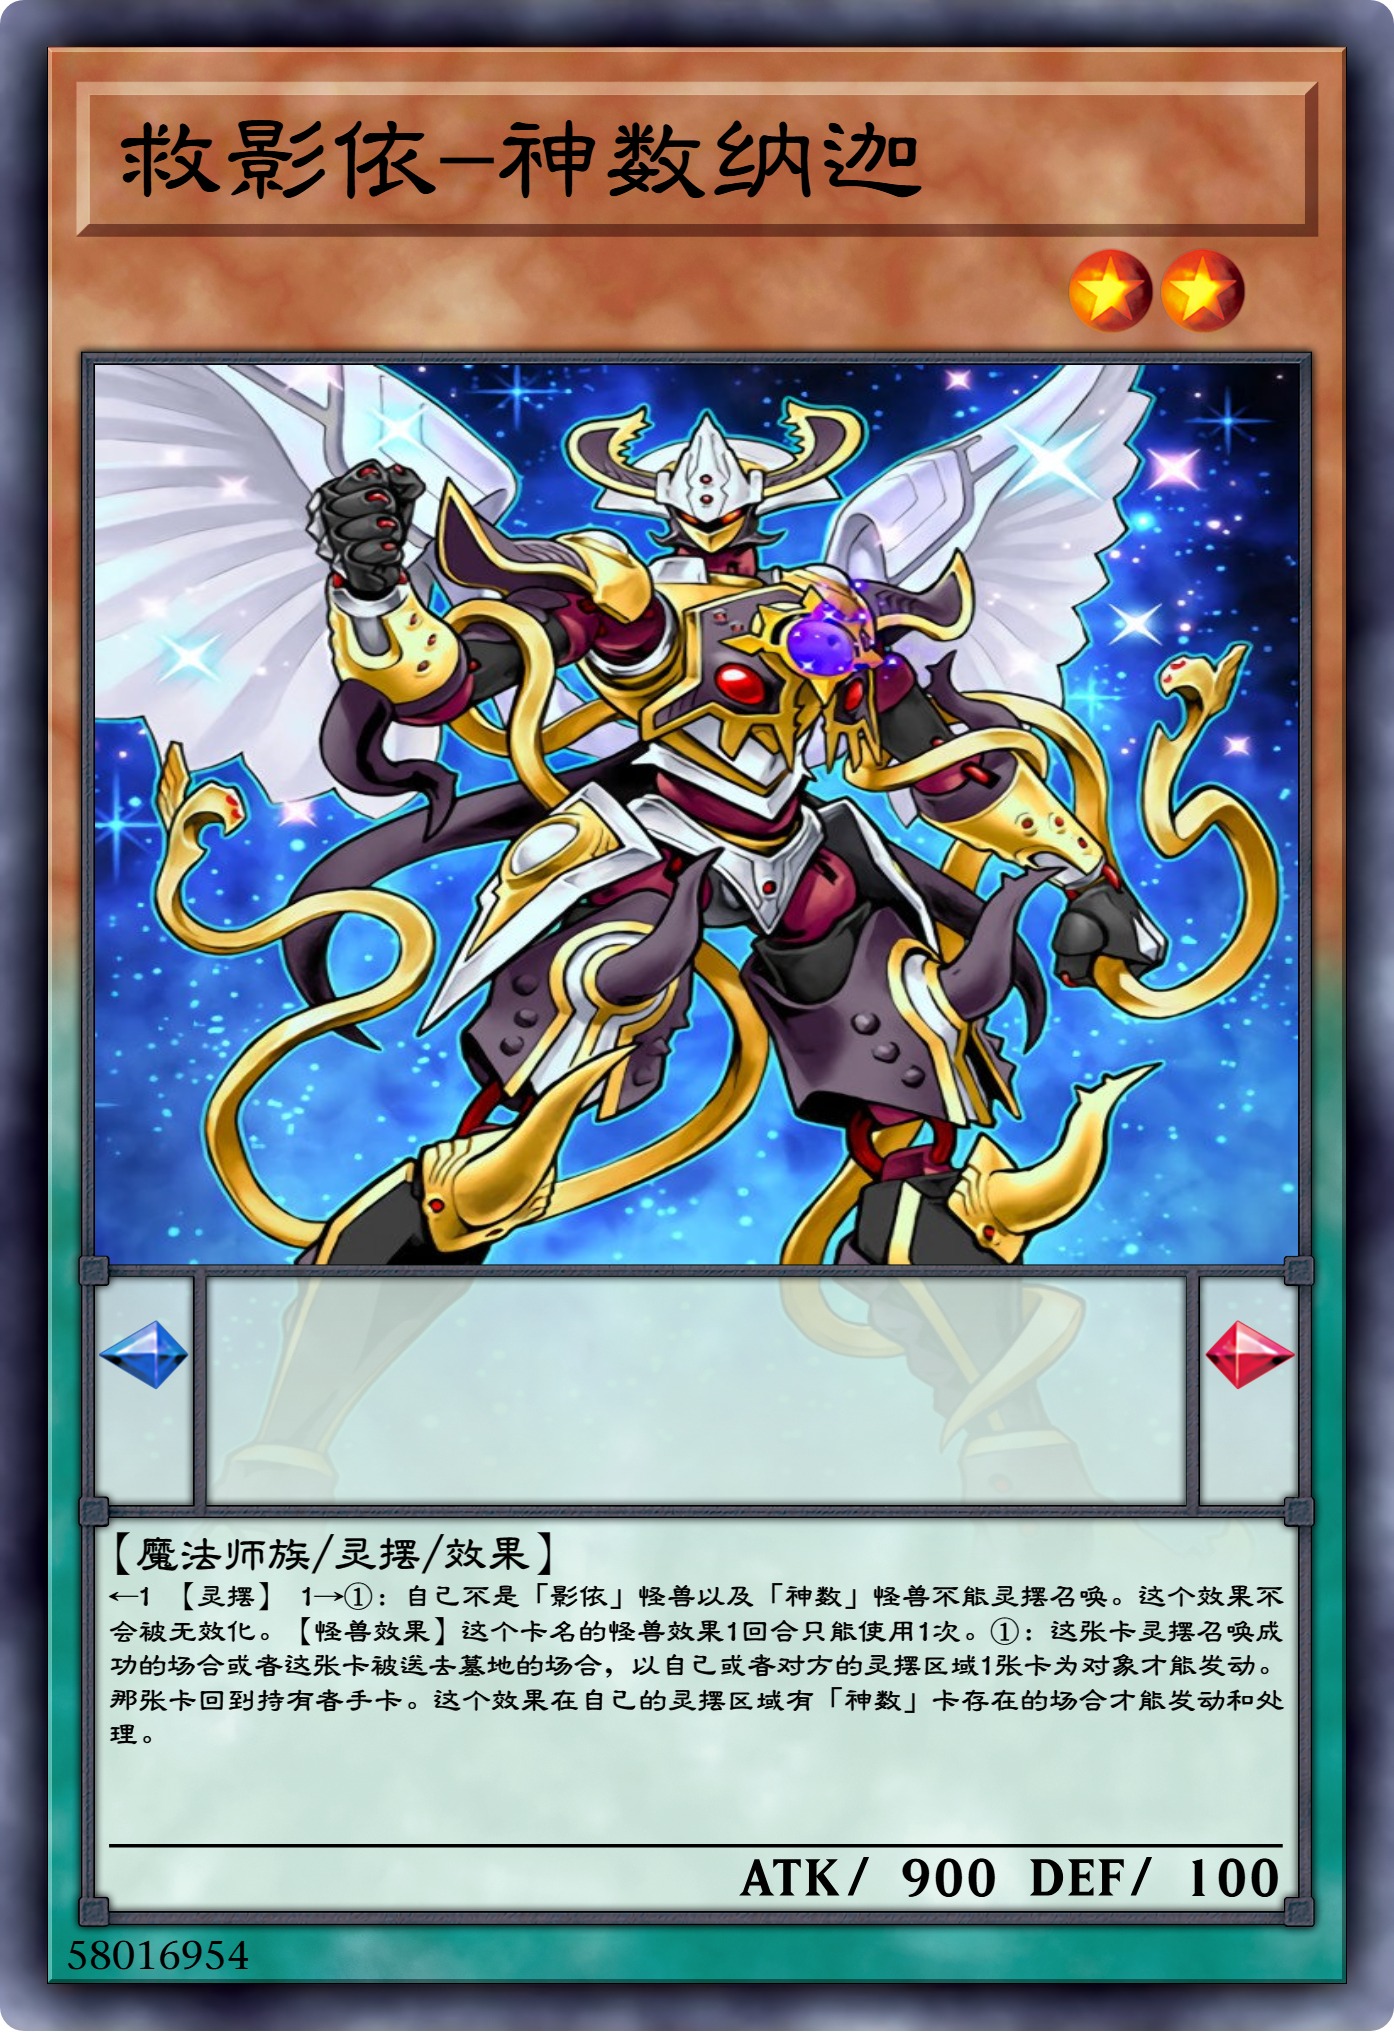 救影依-神数纳迦
【魔法师族/灵摆/效果】
←1 【灵摆】 1→①：自己不是「影依」怪兽以及「神数」怪兽不能灵摆召唤。这个效果不
会被无效化。【怪兽效果】这个卡名的怪兽效果1回合只能使用1次。①：这张卡灵摆召唤成
功的场合或者这张卡被送去墓地的场合，以自己或者对方的灵摆区域1张卡为对象才能发动。
那张卡回到持有者手卡。这个效果在自己的灵摆区域有「神数」卡存在的场合才能发动和处
理。
ATK/ 900 DEF/ 100
58016954